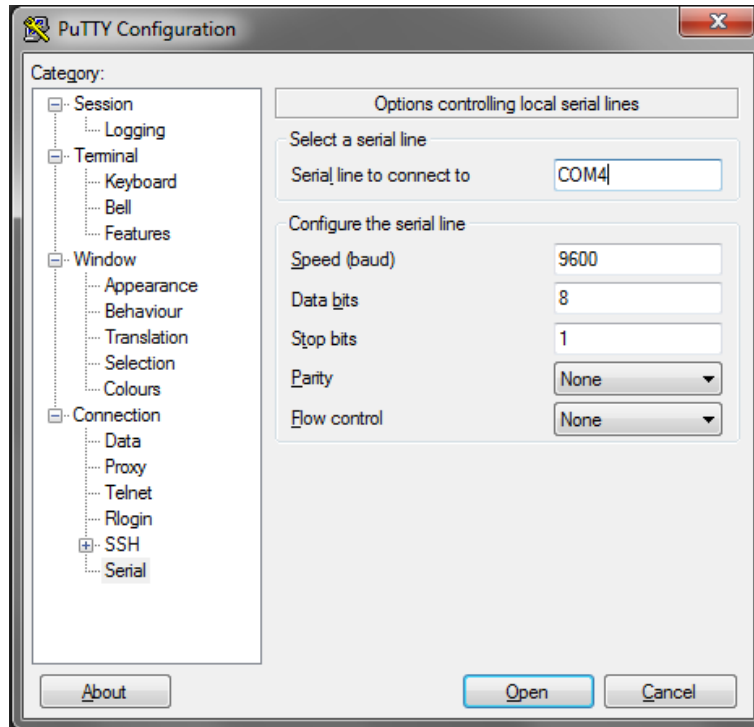 PuTTY Configuration
Category:
Session
Logging
Terminal
Keyboard
Bell
Features
Window
Appearance
Behaviour
Translation
Selection
Colours
Connection
Data
Proxy
Telnet
Rlogin
SSH
Serial
Options controlling local serial lines
Select a serial line
Serial line to connect to COM4
Configure the serial line
Speed (baud) 9600
Data bits 8
Stop bits 1
Parity None
Flow control None
About Open Cancel